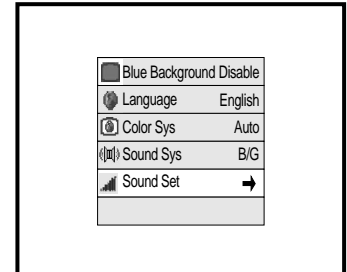 Blue Background Disable
Language English
Color Sys Auto
Sound Sys B/G
Sound Set ➔